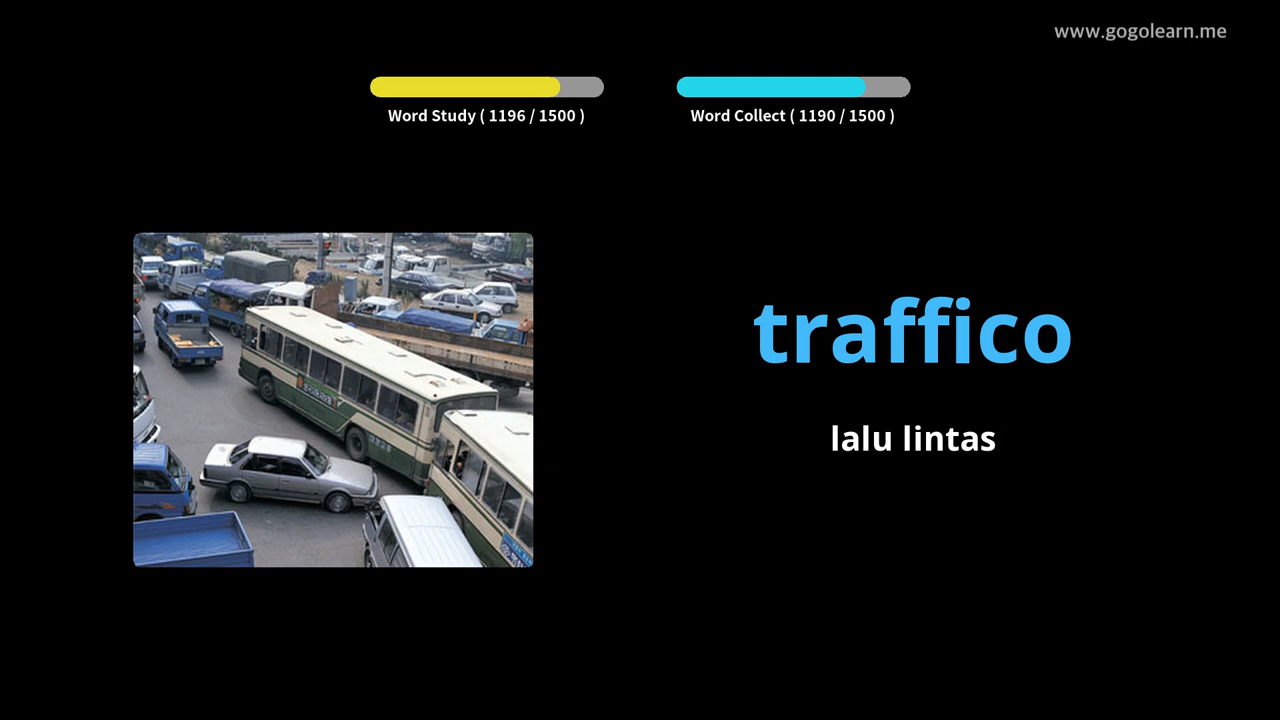 www.gogolearn.me
Word Study ( 1196 / 1500 )
Word Collect ( 1190 / 1500 )
traffico
lalu lintas